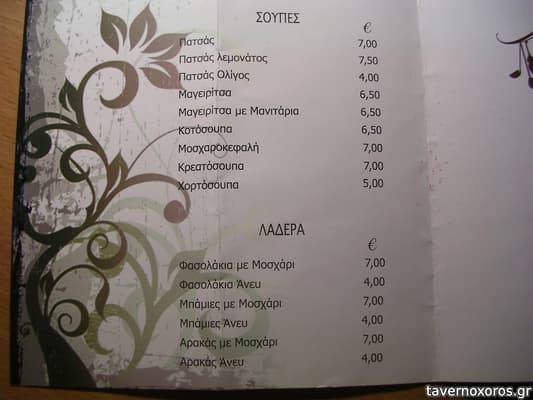 ΣΟΥΠΕΣ
€
Πατσάς 7,00
Πατσάς λεμονάτος 7,50
Πατσάς Ολίγος 4,00
Μαγειρίτσα 6,50
Μαγειρίτσα με Μανιτάρια 6,50
Κοτόσουπα 6,50
Μοσχαροκεφαλή 7,00
Κρεατόσουπα 7,00
Χορτόσουπα 5,00
ΛΑΔΕΡΑ
€
Φασολάκια με Μοσχάρι 7,00
Φασολάκια Άνευ 4,00
Μπάμιες με Μοσχάρι 7,00
Μπάμιες Άνευ 4,00
Αρακάς με Μοσχάρι 7,00
Αρακάς Άνευ 4,00
tavernoxoros.gr